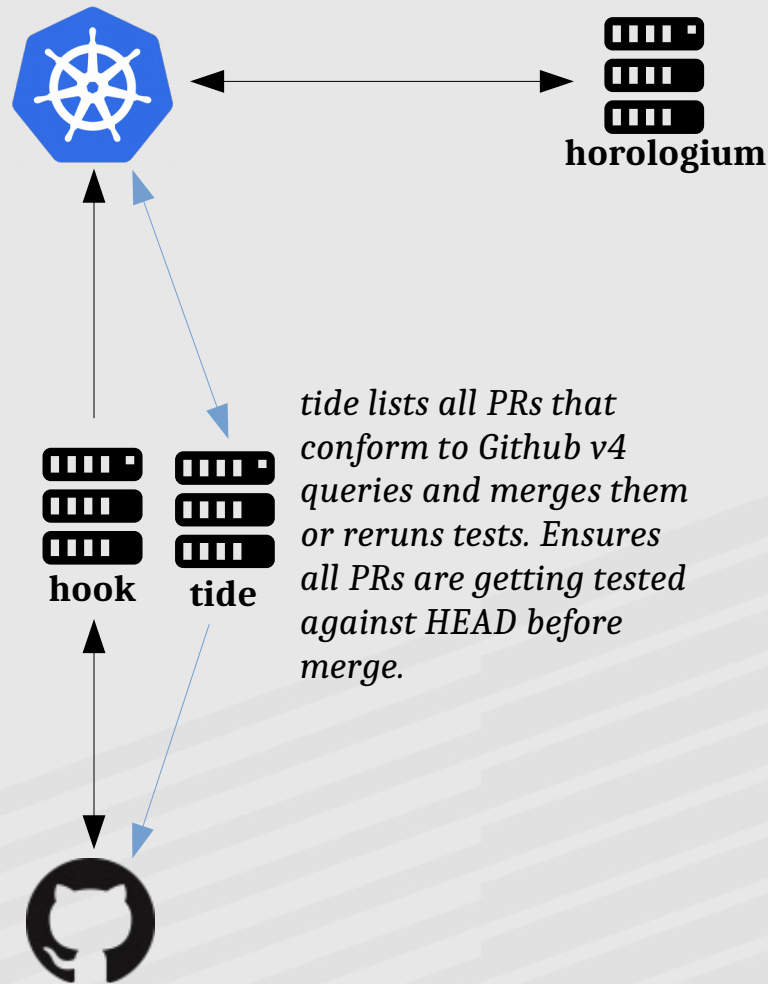 horologium
tide lists all PRs that
conform to Github v4
queries and merges them
or reruns tests. Ensures
all PRs are getting tested
against HEAD before
merge.
hook
tide